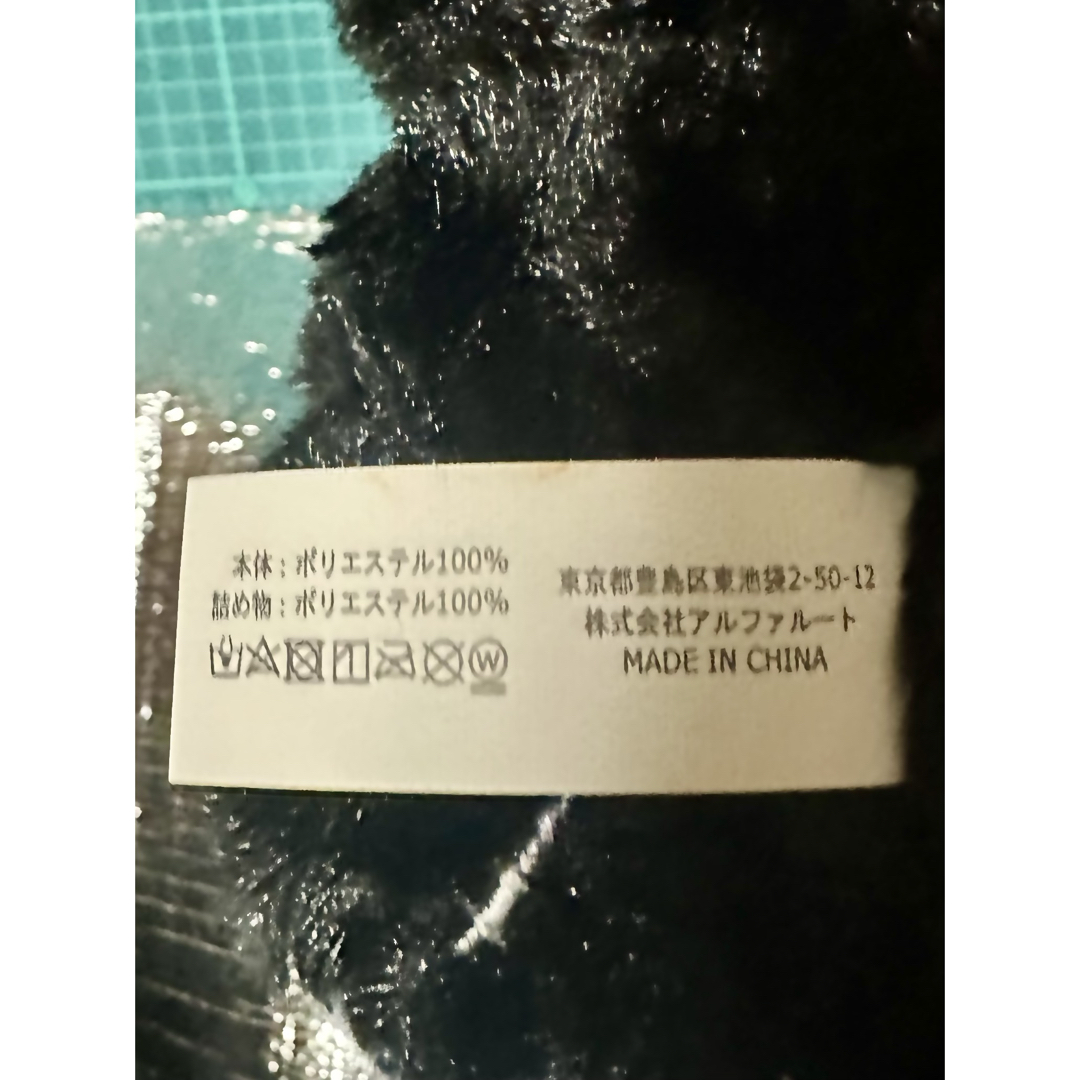 本体：ポリエステル100%
詰め物：ポリエステル100%
W
東京都豊島区東池袋2-50-12
株式会社アルファルート
MADE IN CHINA